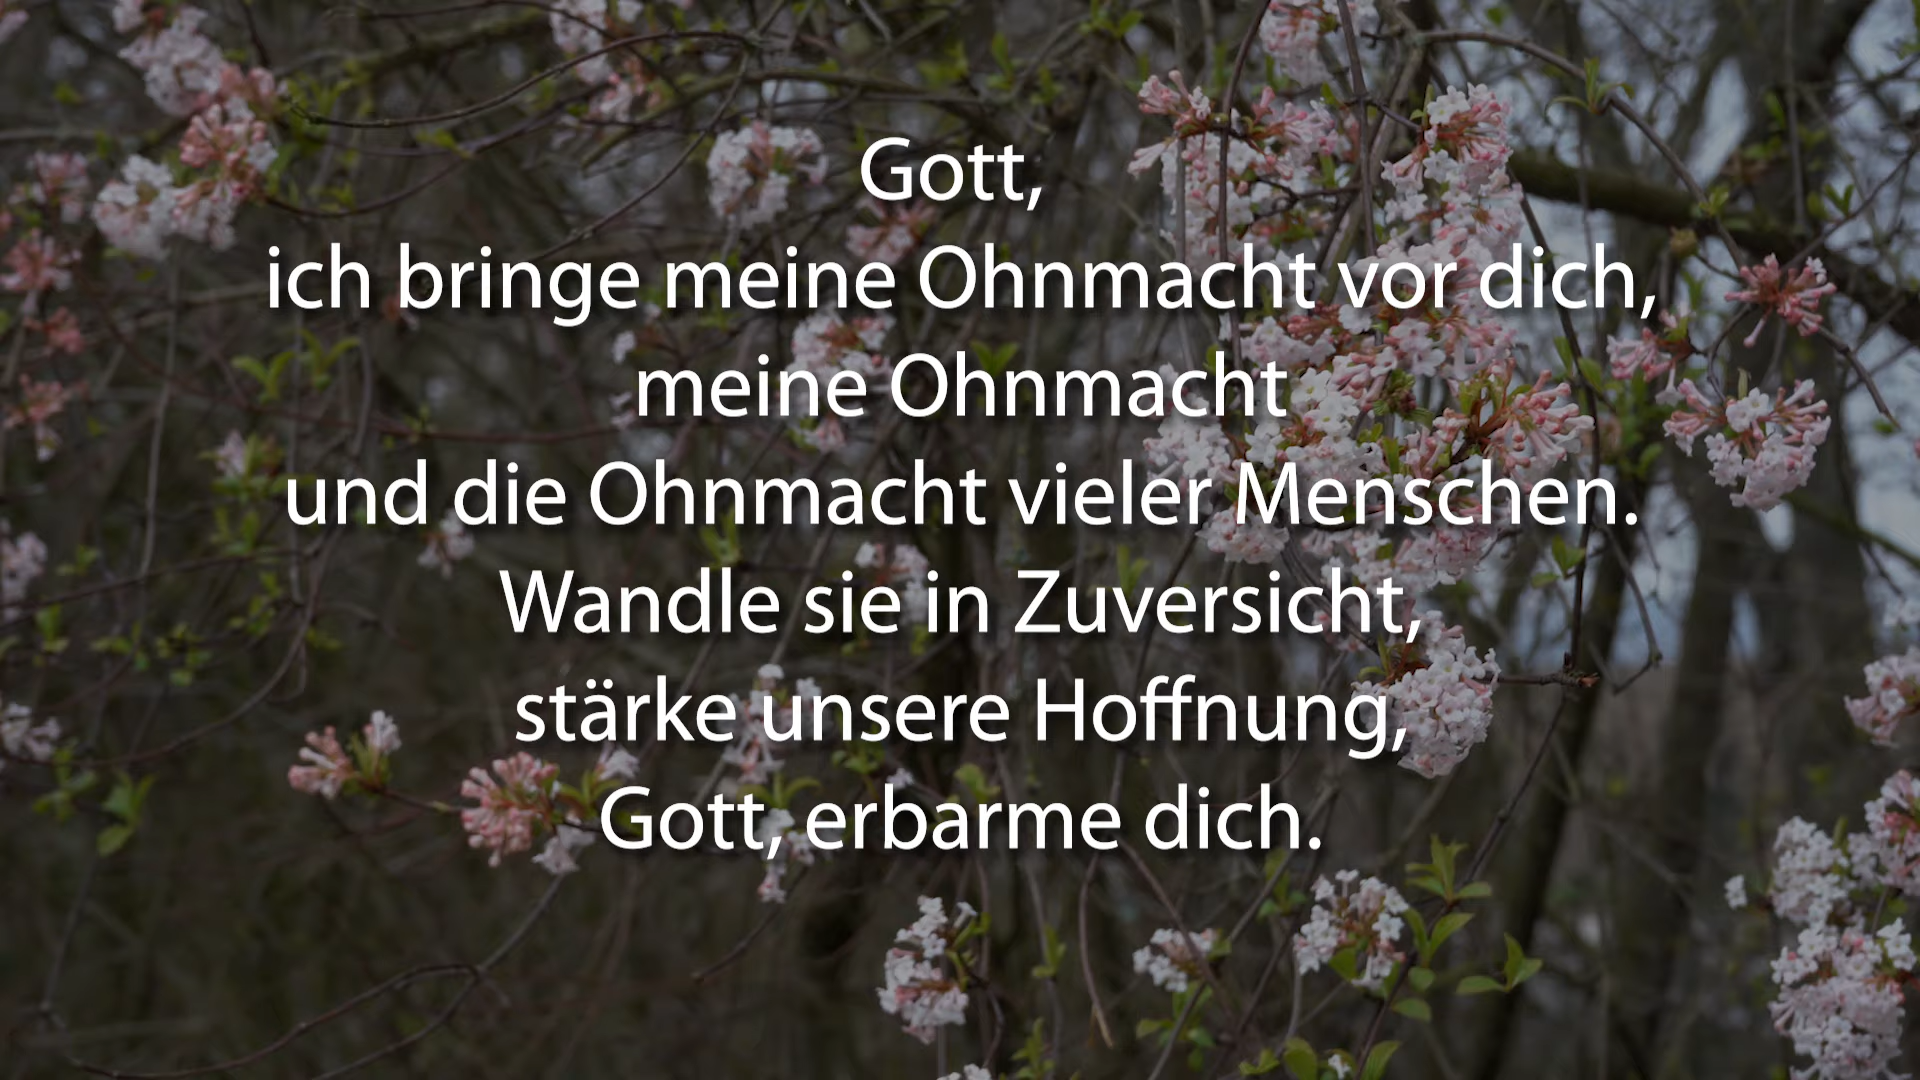 Gott,
ich bringe meine Ohnmacht vor dich,
meine Ohnmacht
und die Ohnmacht vieler Menschen.
Wandle sie in Zuversicht,
stärke unsere Hoffnung,
Gott, erbarme dich.